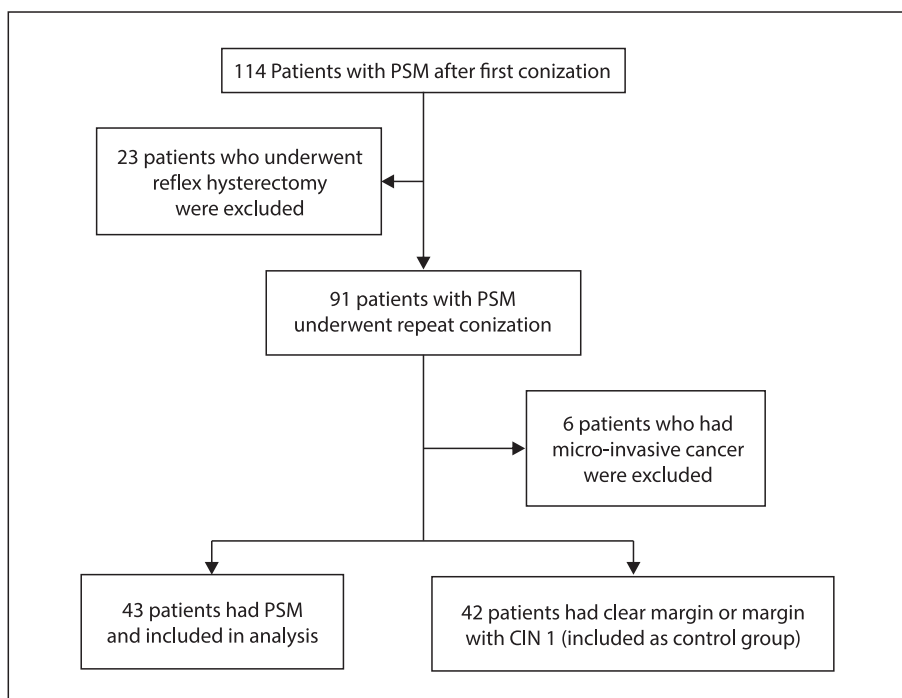 114 Patients with PSM after first conization
23 patients who underwent
reflex hysterectomy
were excluded
91 patients with PSM
underwent repeat conization
6 patients who had
micro-invasive cancer
were excluded
43 patients had PSM
and included in analysis
42 patients had clear margin or margin
with CIN 1 (included as control group)